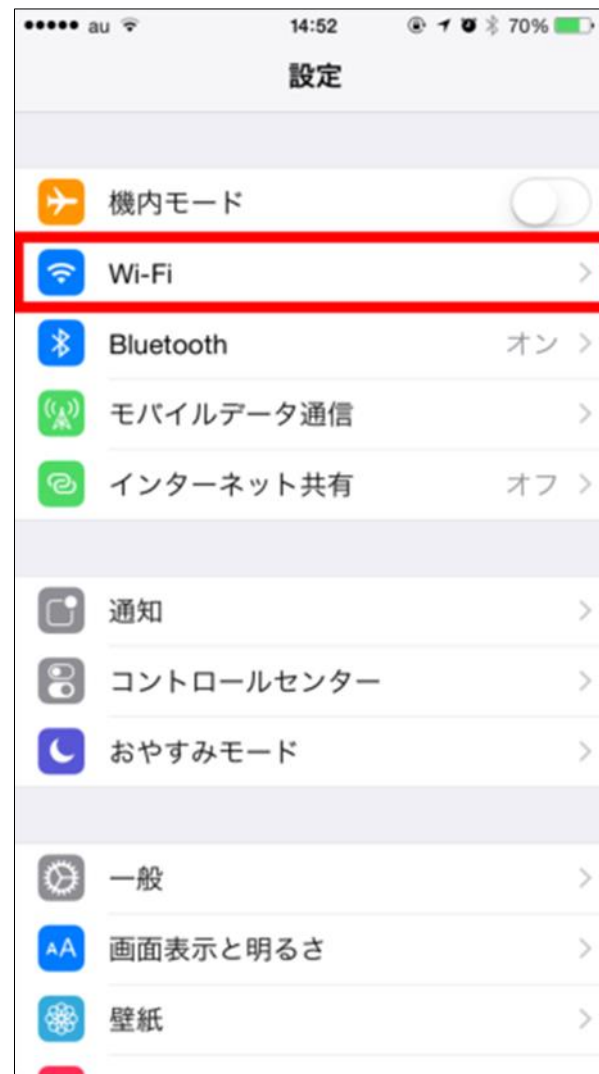 au 14:52 70%
設定
機内モード
Wi-Fi
Bluetooth オン
モバイルデータ通信
インターネット共有 オフ
通知
コントロールセンター
おやすみモード
一般
AA 画面表示と明るさ
壁紙